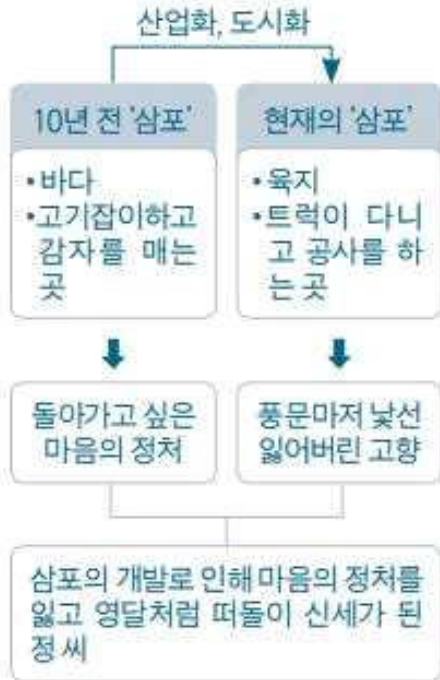 산업화, 도시화
10년 전 '삼포'
• 바다
• 고기잡이하고
감자를 매는
곳
현재의 '삼포'
• 육지
• 트럭이 다니
고 공사를 하
는 곳
돌아가고 싶은
마음의 정처
풍문마저 낯선
잃어버린 고향
삼포의 개발로 인해 마음의 정처를
잃고 영달처럼 떠돌이 신세가 된
정 씨